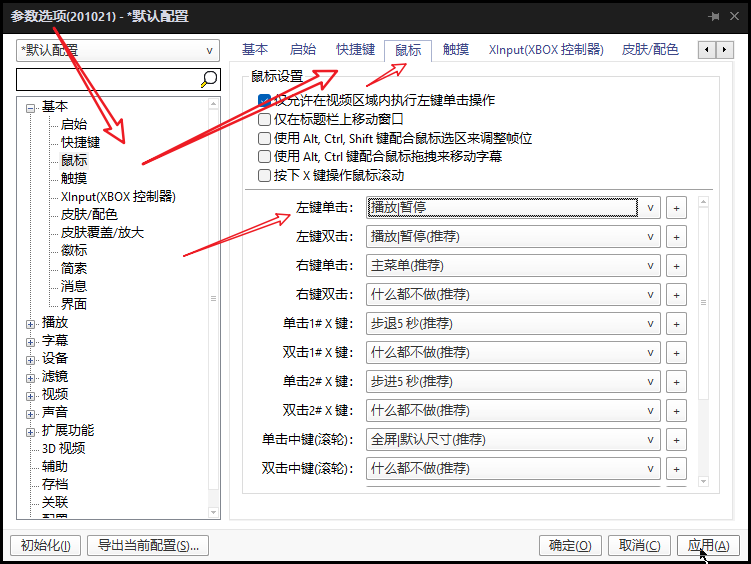 参数选项(201021) - *默认配置
*默认配置
基本
启始
快捷键
鼠标
触摸
XInput(XBOX 控制器)
皮肤/配色
皮肤覆盖/放大
徽标
简索
消息
界面
播放
字幕
设备
滤镜
视频
声音
扩展功能
3D 视频
辅助
存档
关联
基本 启始 快捷键 鼠标 触摸 XInput(XBOX 控制器) 皮肤/配色
鼠标设置
仅允许在视频区域内执行左键单击操作
仅在标题栏上移动窗口
使用 Alt, Ctrl, Shift 键配合鼠标选区来调整帧位
使用 Alt, Ctrl 键配合鼠标拖拽来移动字幕
按下 X 键操作鼠标滚动
左键单击： 播放|暂停 +
左键双击： 播放|暂停(推荐) +
右键单击： 主菜单(推荐) +
右键双击： 什么都不做(推荐) +
单击1# X 键： 步退5 秒(推荐) +
双击1# X 键： 什么都不做(推荐) +
单击2# X 键： 步进5 秒(推荐) +
双击2# X 键： 什么都不做(推荐) +
单击中键(滚轮)： 全屏|默认尺寸(推荐) +
双击中键(滚轮)： 什么都不做(推荐) +
初始化(I) 导出当前配置(S)... 确定(O) 取消(C) 应用(A)